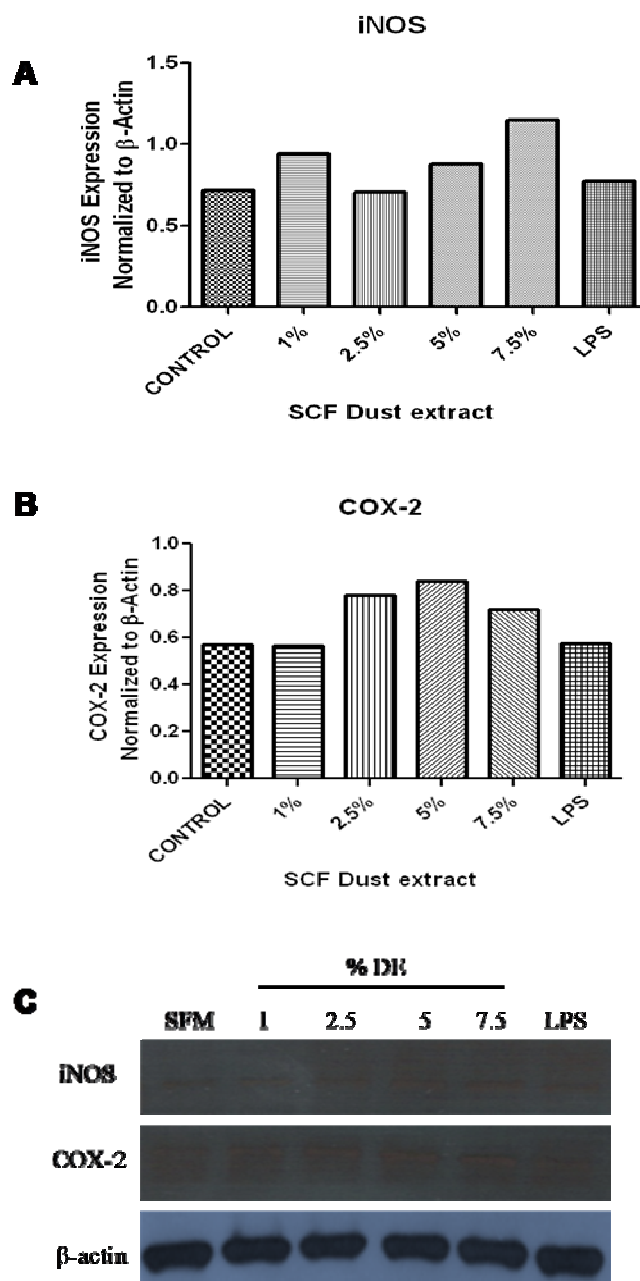 iNOS
A
iNOS Expression
Normalized to β-Actin
1.5
1.0
0.5
0.0
CONTROL
1%
2.5%
5%
7.5%
LPS
SCF Dust extract
B
COX-2
COX-2 Expression
Normalized to β-Actin
1.0
0.8
0.6
0.4
0.2
0.0
CONTROL
1%
2.5%
5%
7.5%
LPS
SCF Dust extract
C
% DE
SFM 1 2.5 5 7.5 LPS
iNOS
COX-2
β-actin